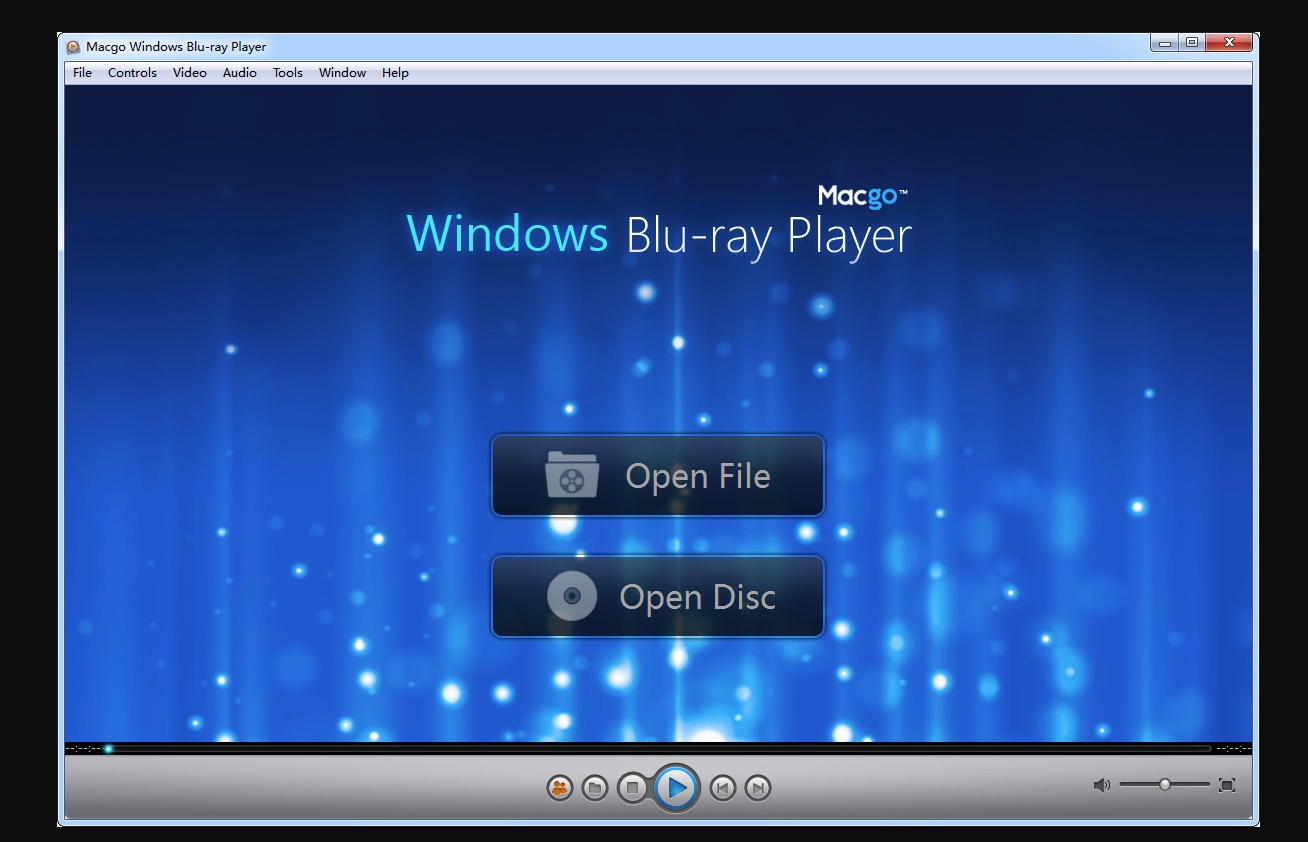 Macgo Windows Blu-ray Player
File Controls Video Audio Tools Window Help
Macgo™
Windows Blu-ray Player
Open File
Open Disc
--:--:-- --:--:--